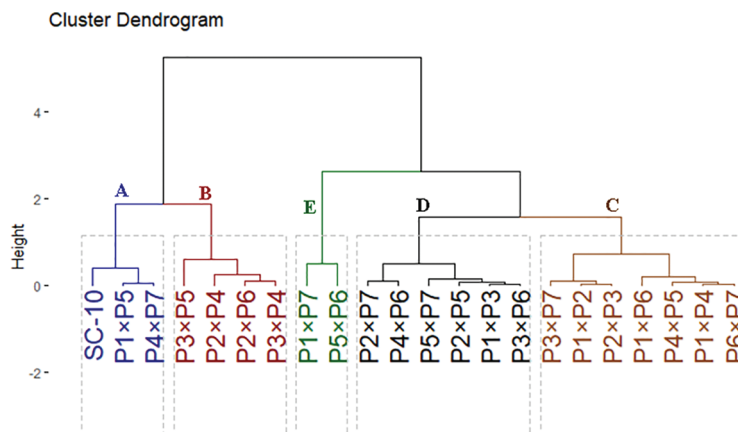 Cluster Dendrogram
Height
4
2
0
-2
A
B
E
D
C
SC-10
P1×P5
P4×P7
P3×P5
P2×P4
P2×P6
P3×P4
P1×P7
P5×P6
P2×P7
P4×P6
P5×P7
P2×P5
P1×P3
P3×P6
P3×P7
P1×P2
P2×P3
P1×P6
P4×P5
P1×P4
P6×P7